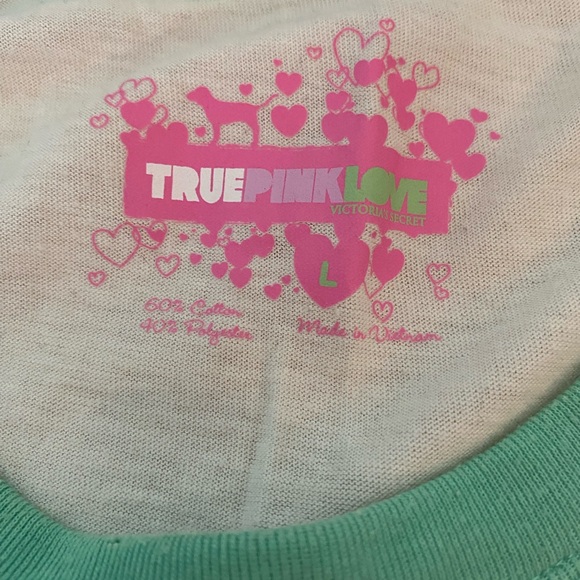 TRUEPINKLOVE
VICTORIA'S SECRET
L
60% Cotton
40% Polyester
Made in Vietnam